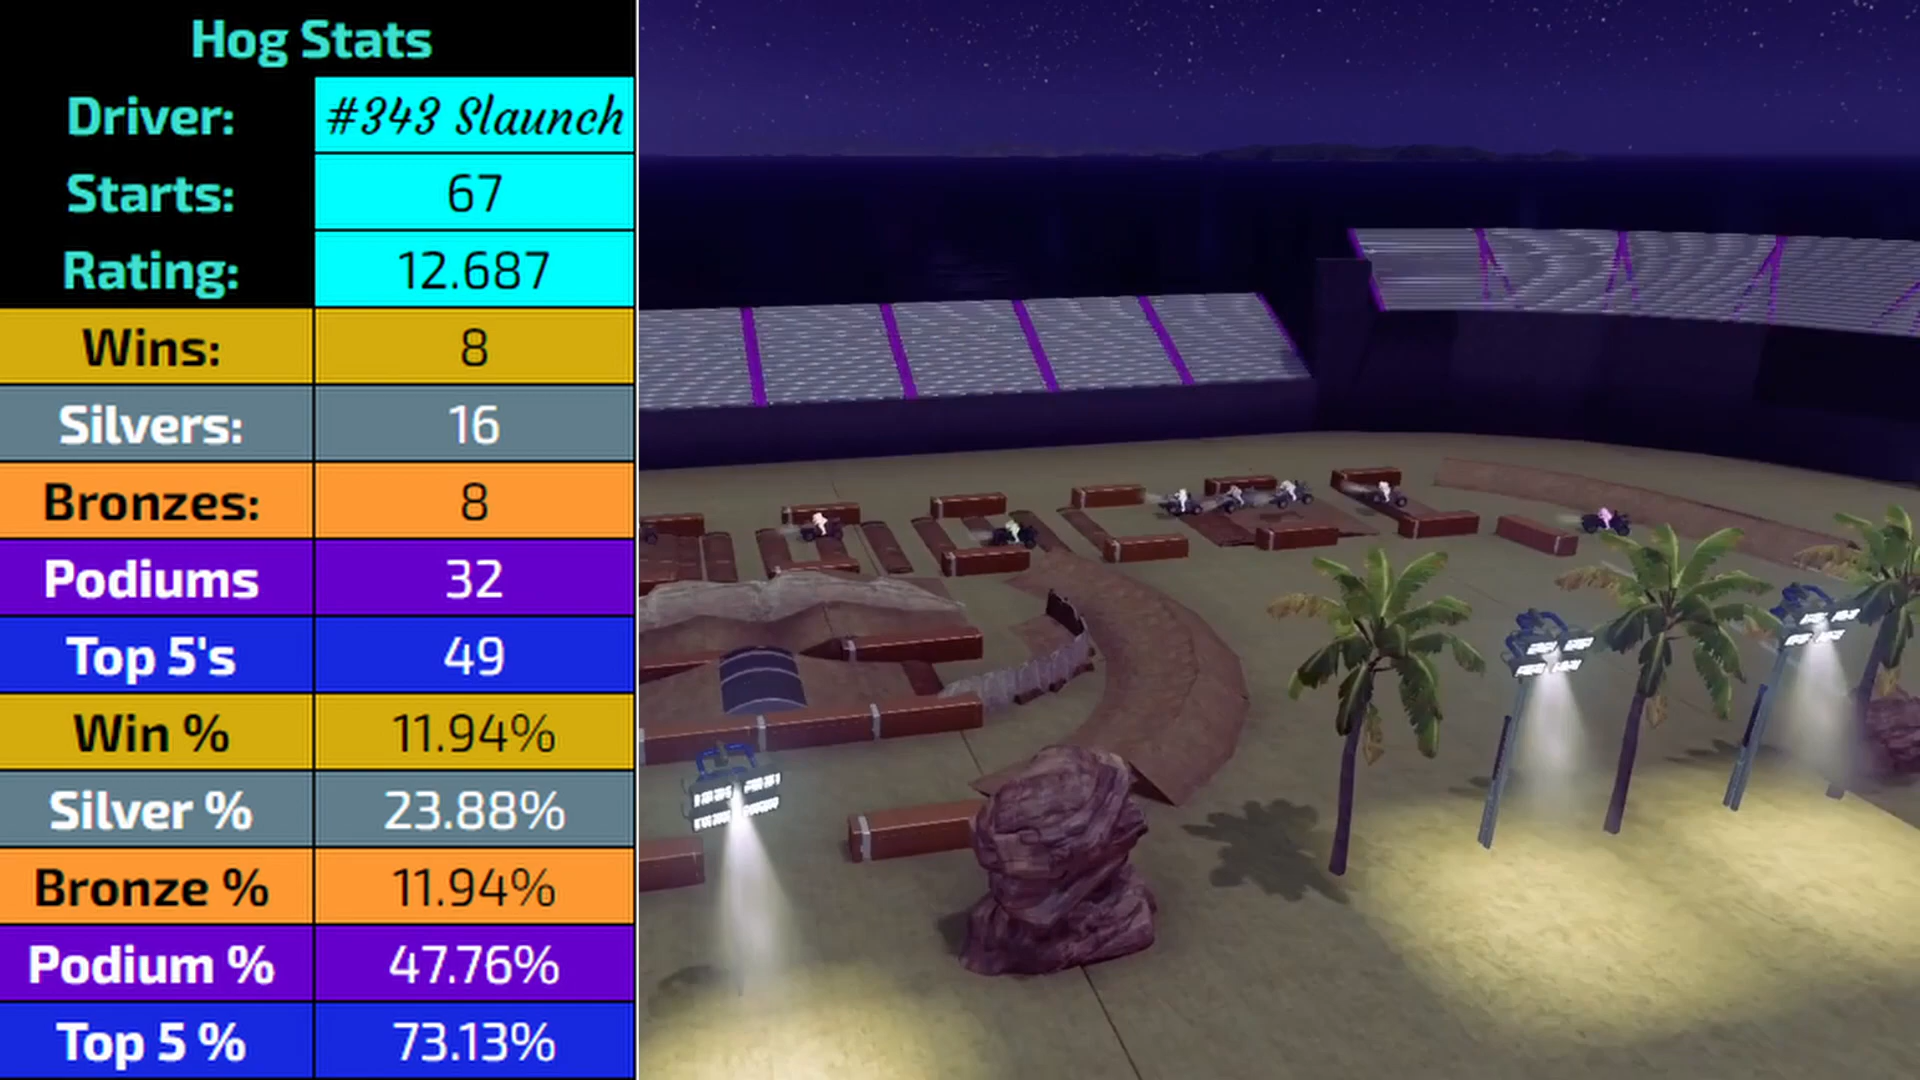 Hog Stats
Driver: #343 Slaunch
Starts: 67
Rating: 12.687
Wins: 8
Silvers: 16
Bronzes: 8
Podiums 32
Top 5's 49
Win % 11.94%
Silver % 23.88%
Bronze % 11.94%
Podium % 47.76%
Top 5 % 73.13%